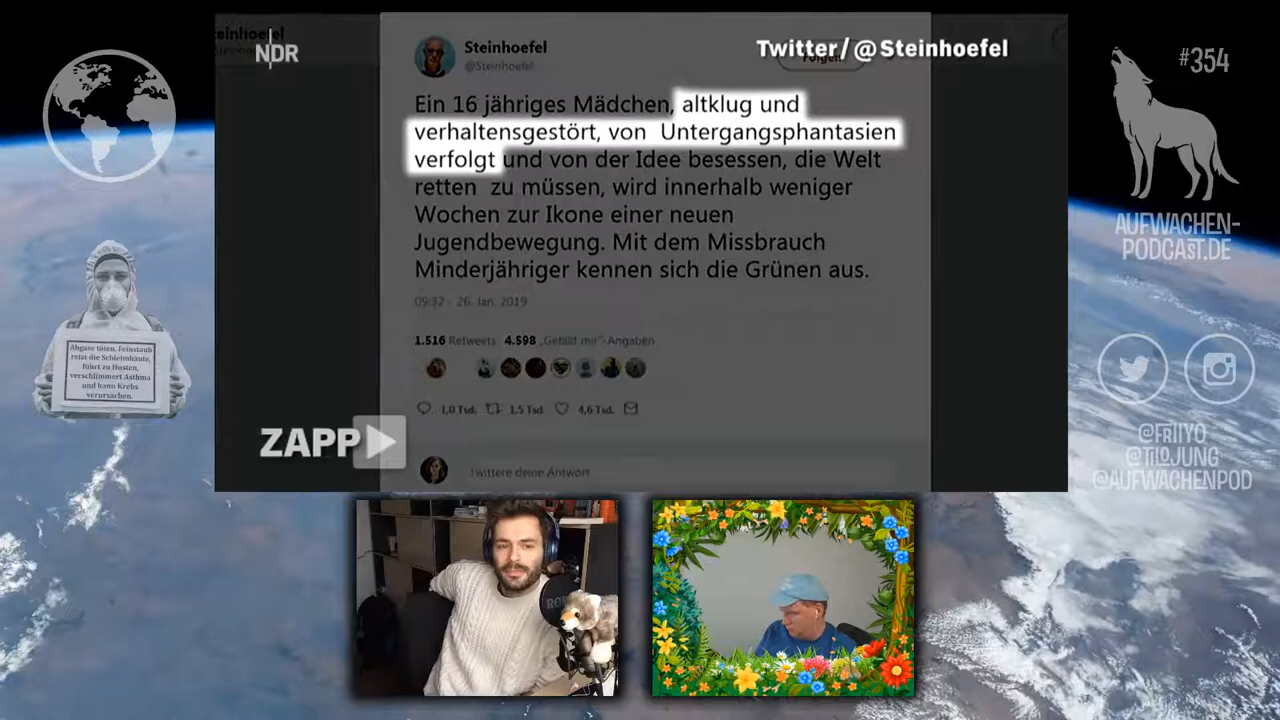 NDR
Twitter/@Steinhoefel
Steinhoefel
@Steinhoefel
Folgen
Ein 16 jähriges Mädchen, altklug und
verhaltensgestört, von Untergangsphantasien
verfolgt und von der Idee besessen, die Welt
retten zu müssen, wird innerhalb weniger
Wochen zur Ikone einer neuen
Jugendbewegung. Mit dem Missbrauch
Minderjähriger kennen sich die Grünen aus.
09:32 - 26. Jan. 2019
1.516 Retweets 4.598 „Gefällt mir“-Angaben
1,0 Tsd. 1,5 Tsd. 4,6 Tsd.
Twittere deine Antwort
ZAPP
#354
AUFWACHEN-
PODCAST.DE
@FRIIYO
@TILOJUNG
@AUFWACHENPOD
Abgase töten. Feinstaub
reizt die Schleimhäute,
führt zu Husten,
verschlimmert Asthma
und kann Krebs
verursachen.